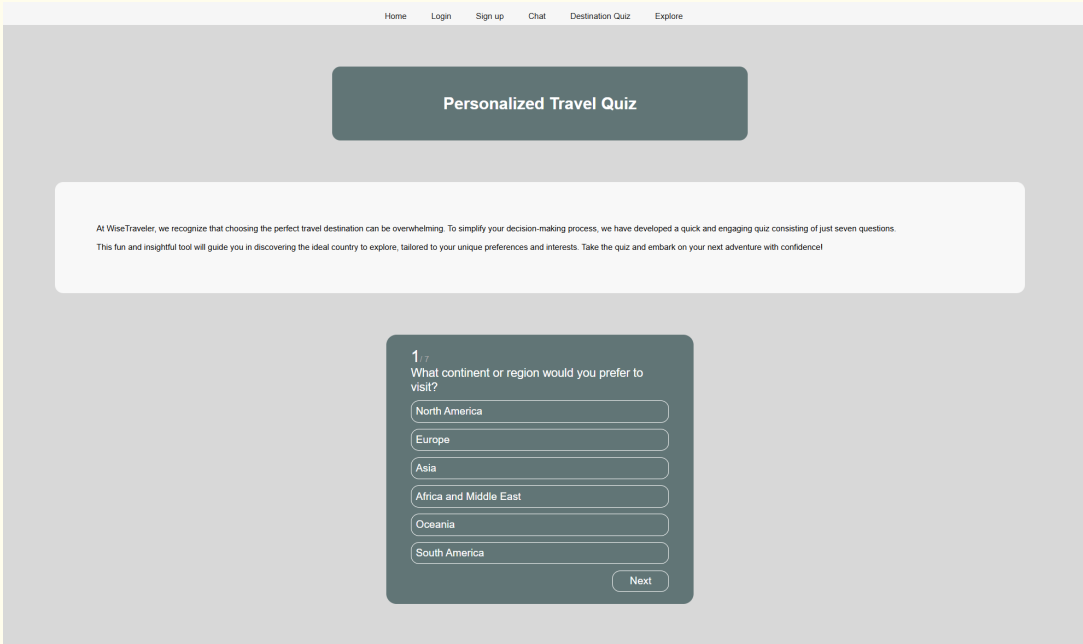 Home Login Sign up Chat Destination Quiz Explore
Personalized Travel Quiz
At WiseTraveler, we recognize that choosing the perfect travel destination can be overwhelming. To simplify your decision-making process, we have developed a quick and engaging quiz consisting of just seven questions.
This fun and insightful tool will guide you in discovering the ideal country to explore, tailored to your unique preferences and interests. Take the quiz and embark on your next adventure with confidence!
1 / 7
What continent or region would you prefer to
visit?
North America
Europe
Asia
Africa and Middle East
Oceania
South America
Next